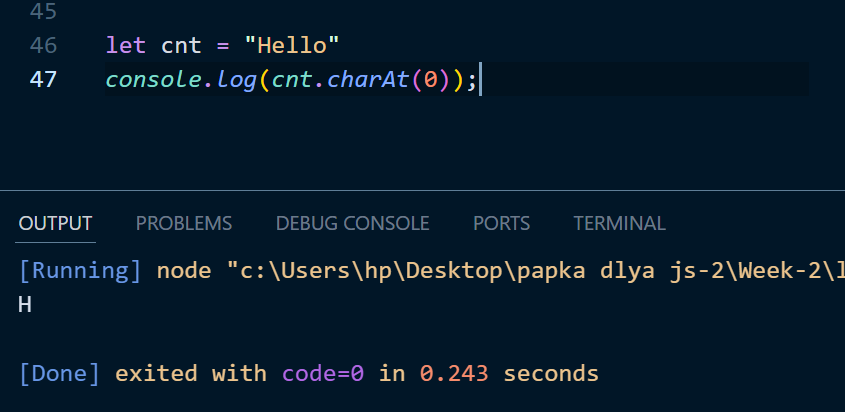 45
46 let cnt = "Hello"
47 console.log(cnt.charAt(0));
OUTPUT PROBLEMS DEBUG CONSOLE PORTS TERMINAL
[Running] node "c:\Users\hp\Desktop\papka dlya js-2\Week-2\l
H
[Done] exited with code=0 in 0.243 seconds